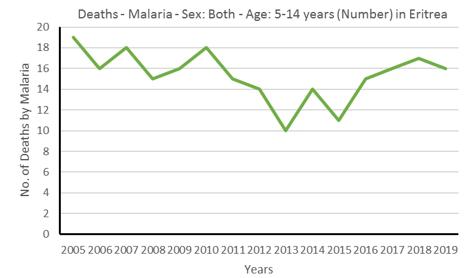 Deaths - Malaria - Sex: Both - Age: 5-14 years (Number) in Eritrea
20
18
16
14
12
10
8
6
4
2
0
No. of Deaths by Malaria
2005 2006 2007 2008 2009 2010 2011 2012 2013 2014 2015 2016 2017 2018 2019
Years